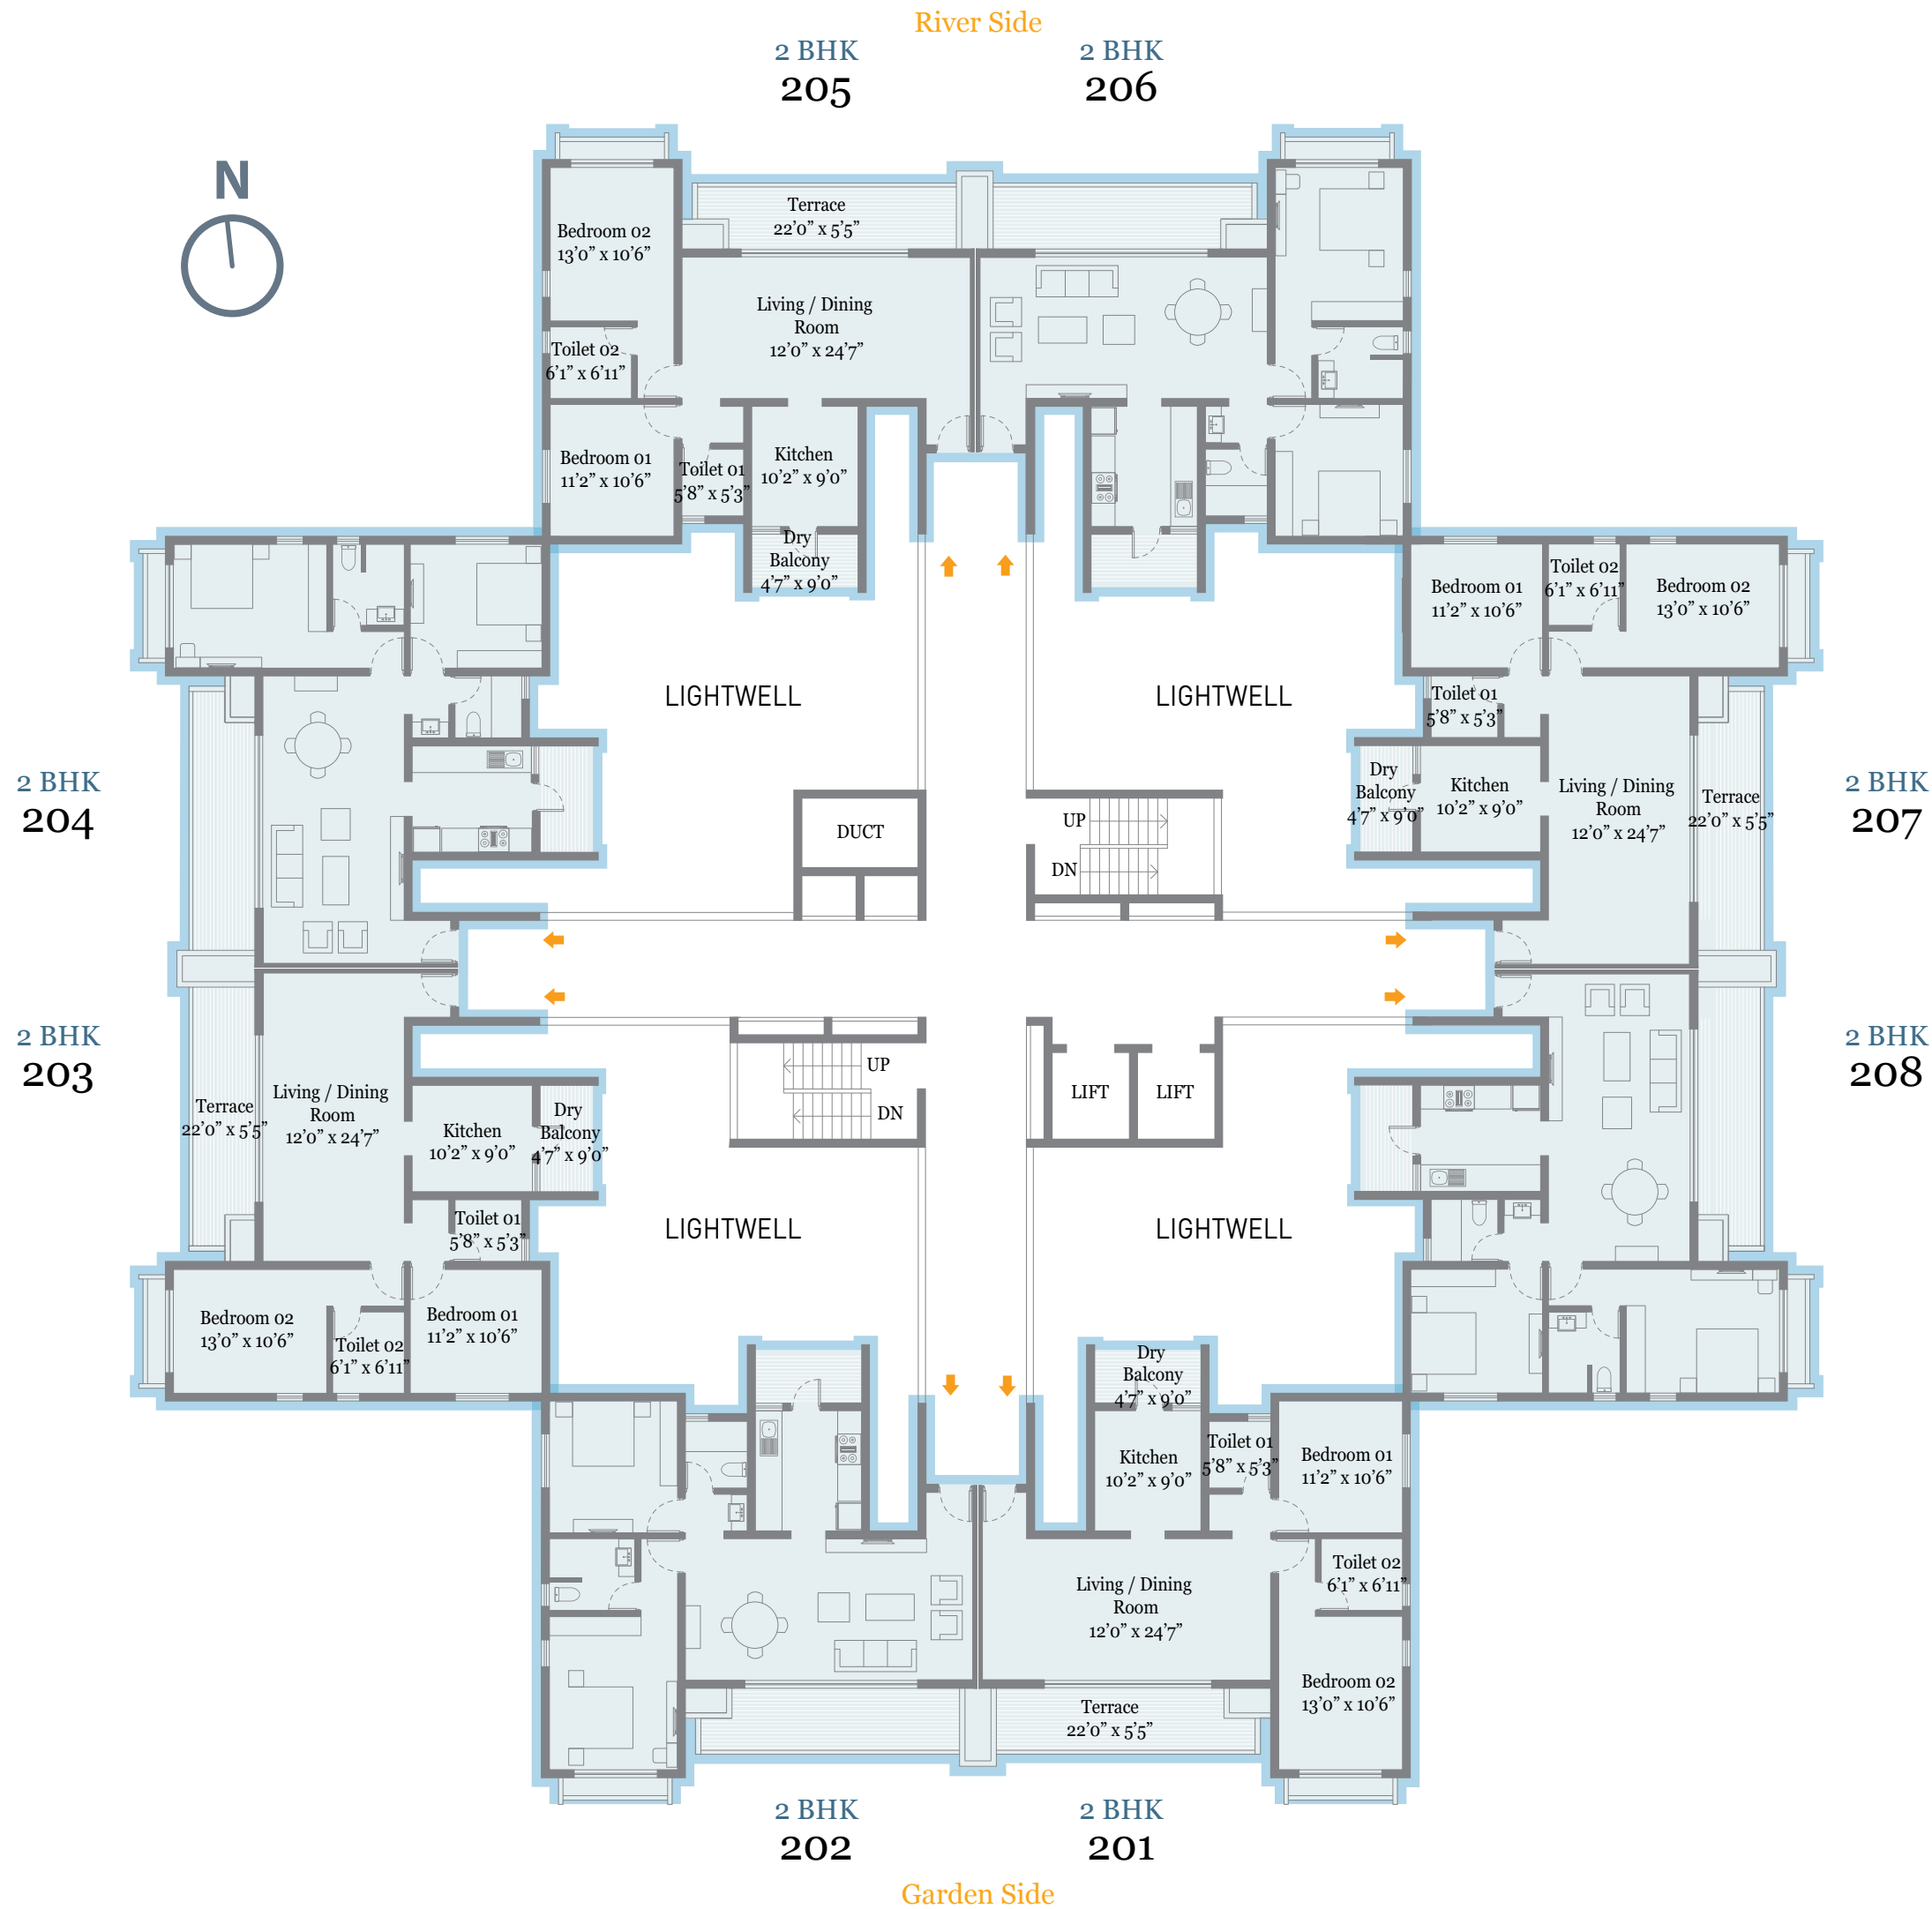 River Side
2 BHK
205
2 BHK
206
N
Terrace
22’0” x 5’5”
Bedroom 02
13’0” x 10’6”
Living / Dining
Room
12’0” x 24’7”
Toilet 02
6’1” x 6’11”
Bedroom 01
11’2” x 10’6”
Toilet 01
5’8” x 5’3”
Kitchen
10’2” x 9’0”
Dry
Balcony
4’7” x 9’0”
Bedroom 01
11’2” x 10’6”
Toilet 02
6’1” x 6’11”
Bedroom 02
13’0” x 10’6”
LIGHTWELL
LIGHTWELL
Toilet 01
5’8” x 5’3”
2 BHK
204
DUCT
UP
DN
Dry
Balcony
4’7” x 9’0”
Kitchen
10’2” x 9’0”
Living / Dining
Room
12’0” x 24’7”
Terrace
22’0” x 5’5”
2 BHK
207
2 BHK
203
Terrace
22’0” x 5’5”
Living / Dining
Room
12’0” x 24’7”
Kitchen
10’2” x 9’0”
Dry
Balcony
4’7” x 9’0”
UP
DN
LIFT
LIFT
2 BHK
208
Toilet 01
5’8” x 5’3”
LIGHTWELL
LIGHTWELL
Bedroom 02
13’0” x 10’6”
Toilet 02
6’1” x 6’11”
Bedroom 01
11’2” x 10’6”
Dry
Balcony
4’7” x 9’0”
Kitchen
10’2” x 9’0”
Toilet 01
5’8” x 5’3”
Bedroom 01
11’2” x 10’6”
Living / Dining
Room
12’0” x 24’7”
Toilet 02
6’1” x 6’11”
Bedroom 02
13’0” x 10’6”
Terrace
22’0” x 5’5”
2 BHK
202
2 BHK
201
Garden Side